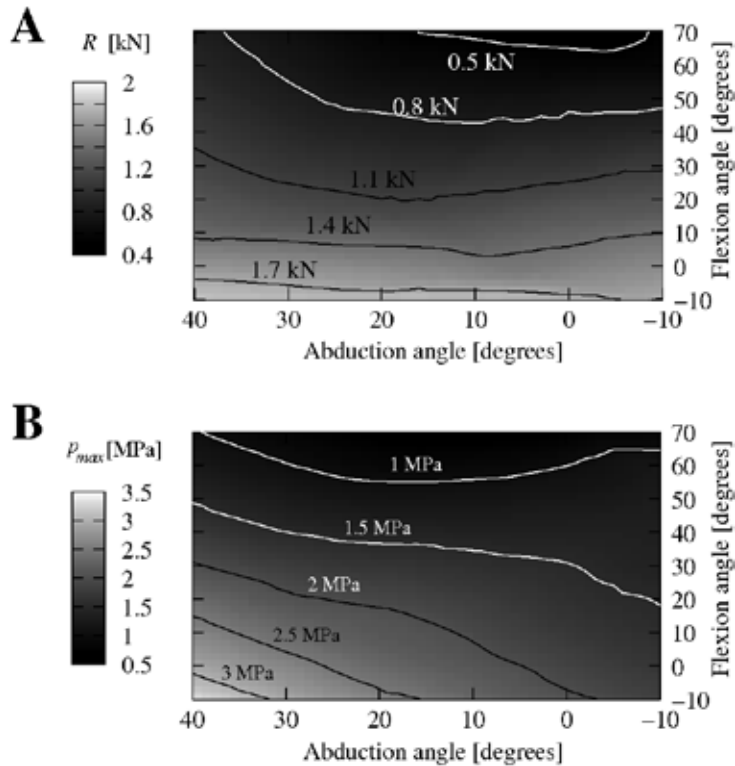 A
R [kN]
2
1.6
1.2
0.8
0.4
0.5 kN
0.8 kN
1.1 kN
1.4 kN
1.7 kN
70
60
50
40
30
20
10
0
−10
Flexion angle [degrees]
40 30 20 10 0 −10
Abduction angle [degrees]
B
pmax [MPa]
3.5
3
2.5
2
1.5
1
0.5
1 MPa
1.5 MPa
2 MPa
2.5 MPa
3 MPa
70
60
50
40
30
20
10
0
−10
Flexion angle [degrees]
40 30 20 10 0 −10
Abduction angle [degrees]